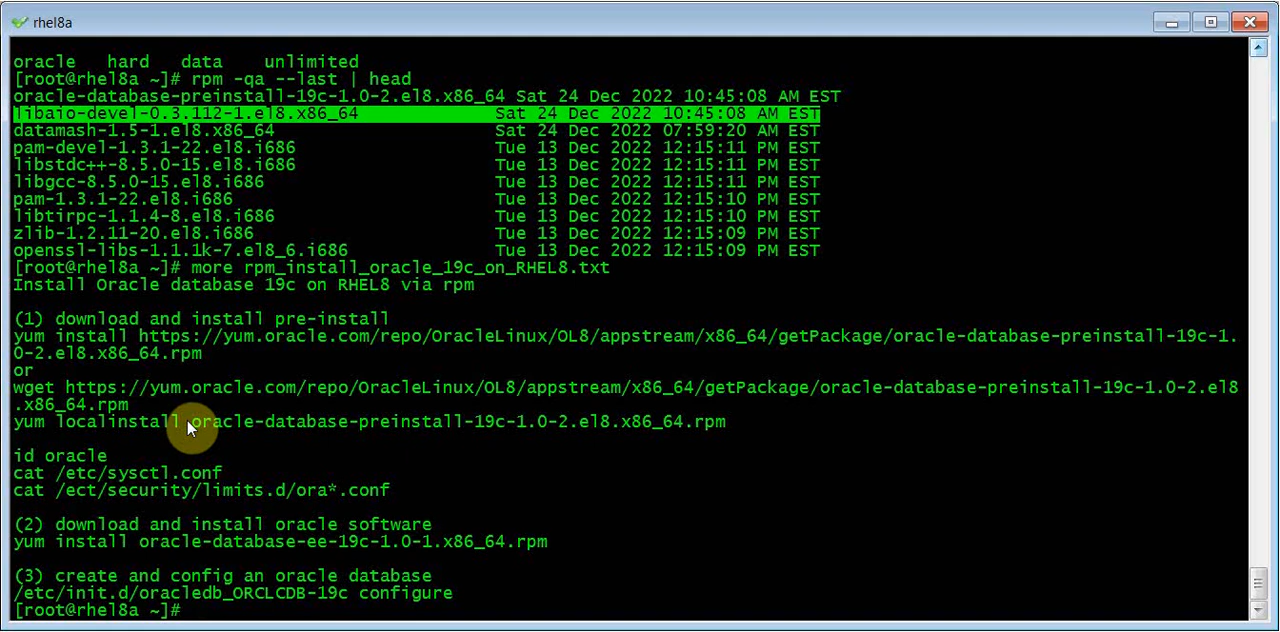 rhel8a
oracle   hard   data    unlimited
[root@rhel8a ~]# rpm -qa --last | head
oracle-database-preinstall-19c-1.0-2.el8.x86_64 Sat 24 Dec 2022 10:45:08 AM EST
libaio-devel-0.3.112-1.el8.x86_64             Sat 24 Dec 2022 10:45:08 AM EST
datamash-1.5-1.el8.x86_64                     Sat 24 Dec 2022 07:59:20 AM EST
pam-devel-1.3.1-22.el8.i686                   Tue 13 Dec 2022 12:15:11 PM EST
libstdc++-8.5.0-15.el8.i686                   Tue 13 Dec 2022 12:15:11 PM EST
libgcc-8.5.0-15.el8.i686                      Tue 13 Dec 2022 12:15:11 PM EST
pam-1.3.1-22.el8.i686                         Tue 13 Dec 2022 12:15:10 PM EST
libtirpc-1.1.4-8.el8.i686                     Tue 13 Dec 2022 12:15:10 PM EST
zlib-1.2.11-20.el8.i686                       Tue 13 Dec 2022 12:15:09 PM EST
openssl-libs-1.1.1k-7.el8_6.i686              Tue 13 Dec 2022 12:15:09 PM EST
[root@rhel8a ~]# more rpm_install_oracle_19c_on_RHEL8.txt
Install Oracle database 19c on RHEL8 via rpm
(1) download and install pre-install
yum install https://yum.oracle.com/repo/OracleLinux/OL8/appstream/x86_64/getPackage/oracle-database-preinstall-19c-1.
0-2.el8.x86_64.rpm
or
wget https://yum.oracle.com/repo/OracleLinux/OL8/appstream/x86_64/getPackage/oracle-database-preinstall-19c-1.0-2.el8
.x86_64.rpm
yum localinstall oracle-database-preinstall-19c-1.0-2.el8.x86_64.rpm
id oracle
cat /etc/sysctl.conf
cat /ect/security/limits.d/ora*.conf
(2) download and install oracle software
yum install oracle-database-ee-19c-1.0-1.x86_64.rpm
(3) create and config an oracle database
/etc/init.d/oracledb_ORCLCDB-19c configure
[root@rhel8a ~]#